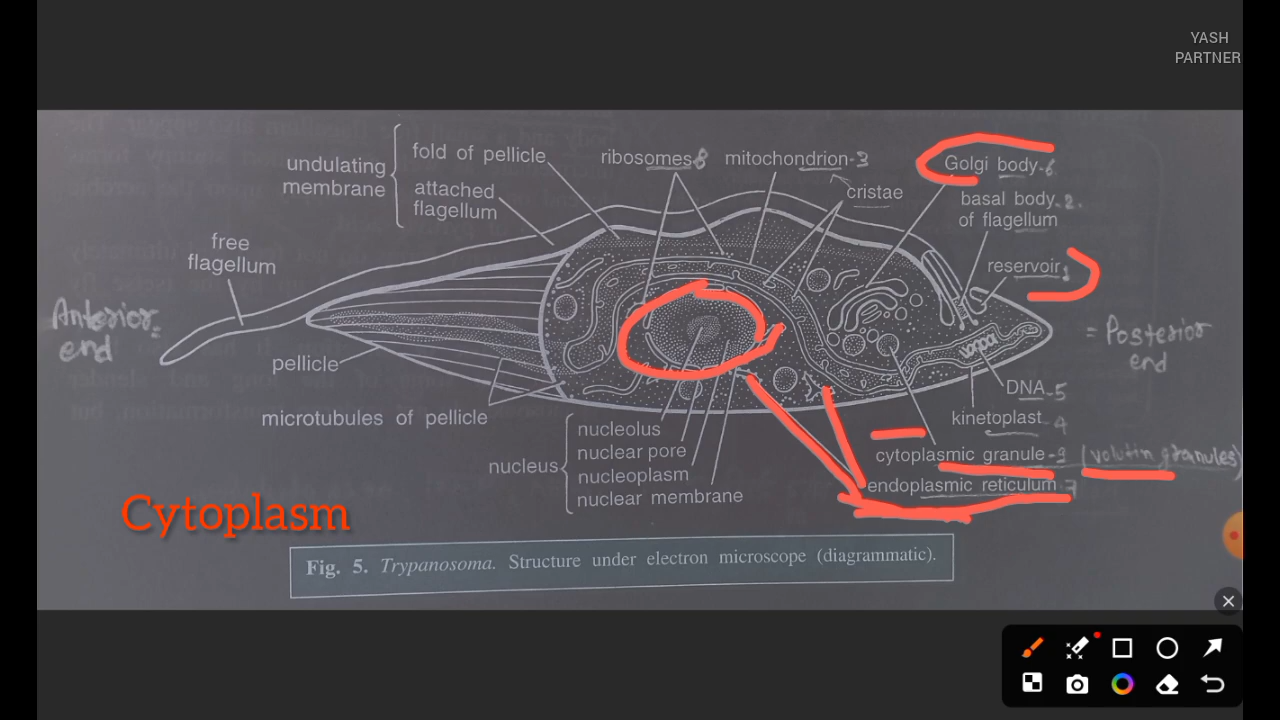 YASH
PARTNER
undulating
membrane
fold of pellicle
attached
flagellum
ribosomes-8
mitochondrion-3
cristae
Golgi body-6
basal body-2
of flagellum
reservoir 1
free
flagellum
Anterior
end
= Posterior
end
pellicle
microtubules of pellicle
nucleus
nucleolus
nuclear pore
nucleoplasm
nuclear membrane
DNA-5
kinetoplast-4
cytoplasmic granule-9 (volutin granules)
endoplasmic reticulum-7
Cytoplasm
Fig. 5. Trypanosoma. Structure under electron microscope (diagrammatic).